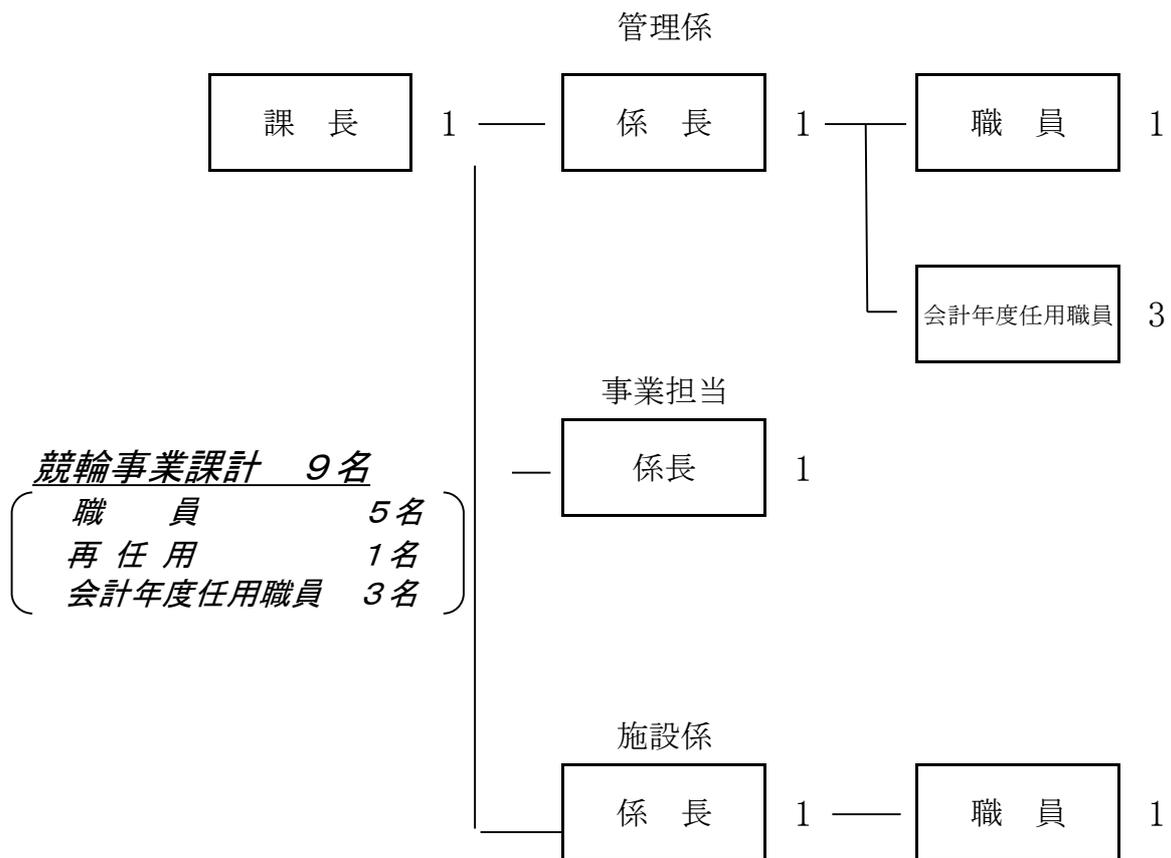 管理係
課　長　1　係　長　1　職　員　1
会計年度任用職員　3
事業担当
係長　1
競輪事業課計　９名
職　　員　　５名
再 任 用　　１名
会計年度任用職員　３名
施設係
係　長　1　職　員　1